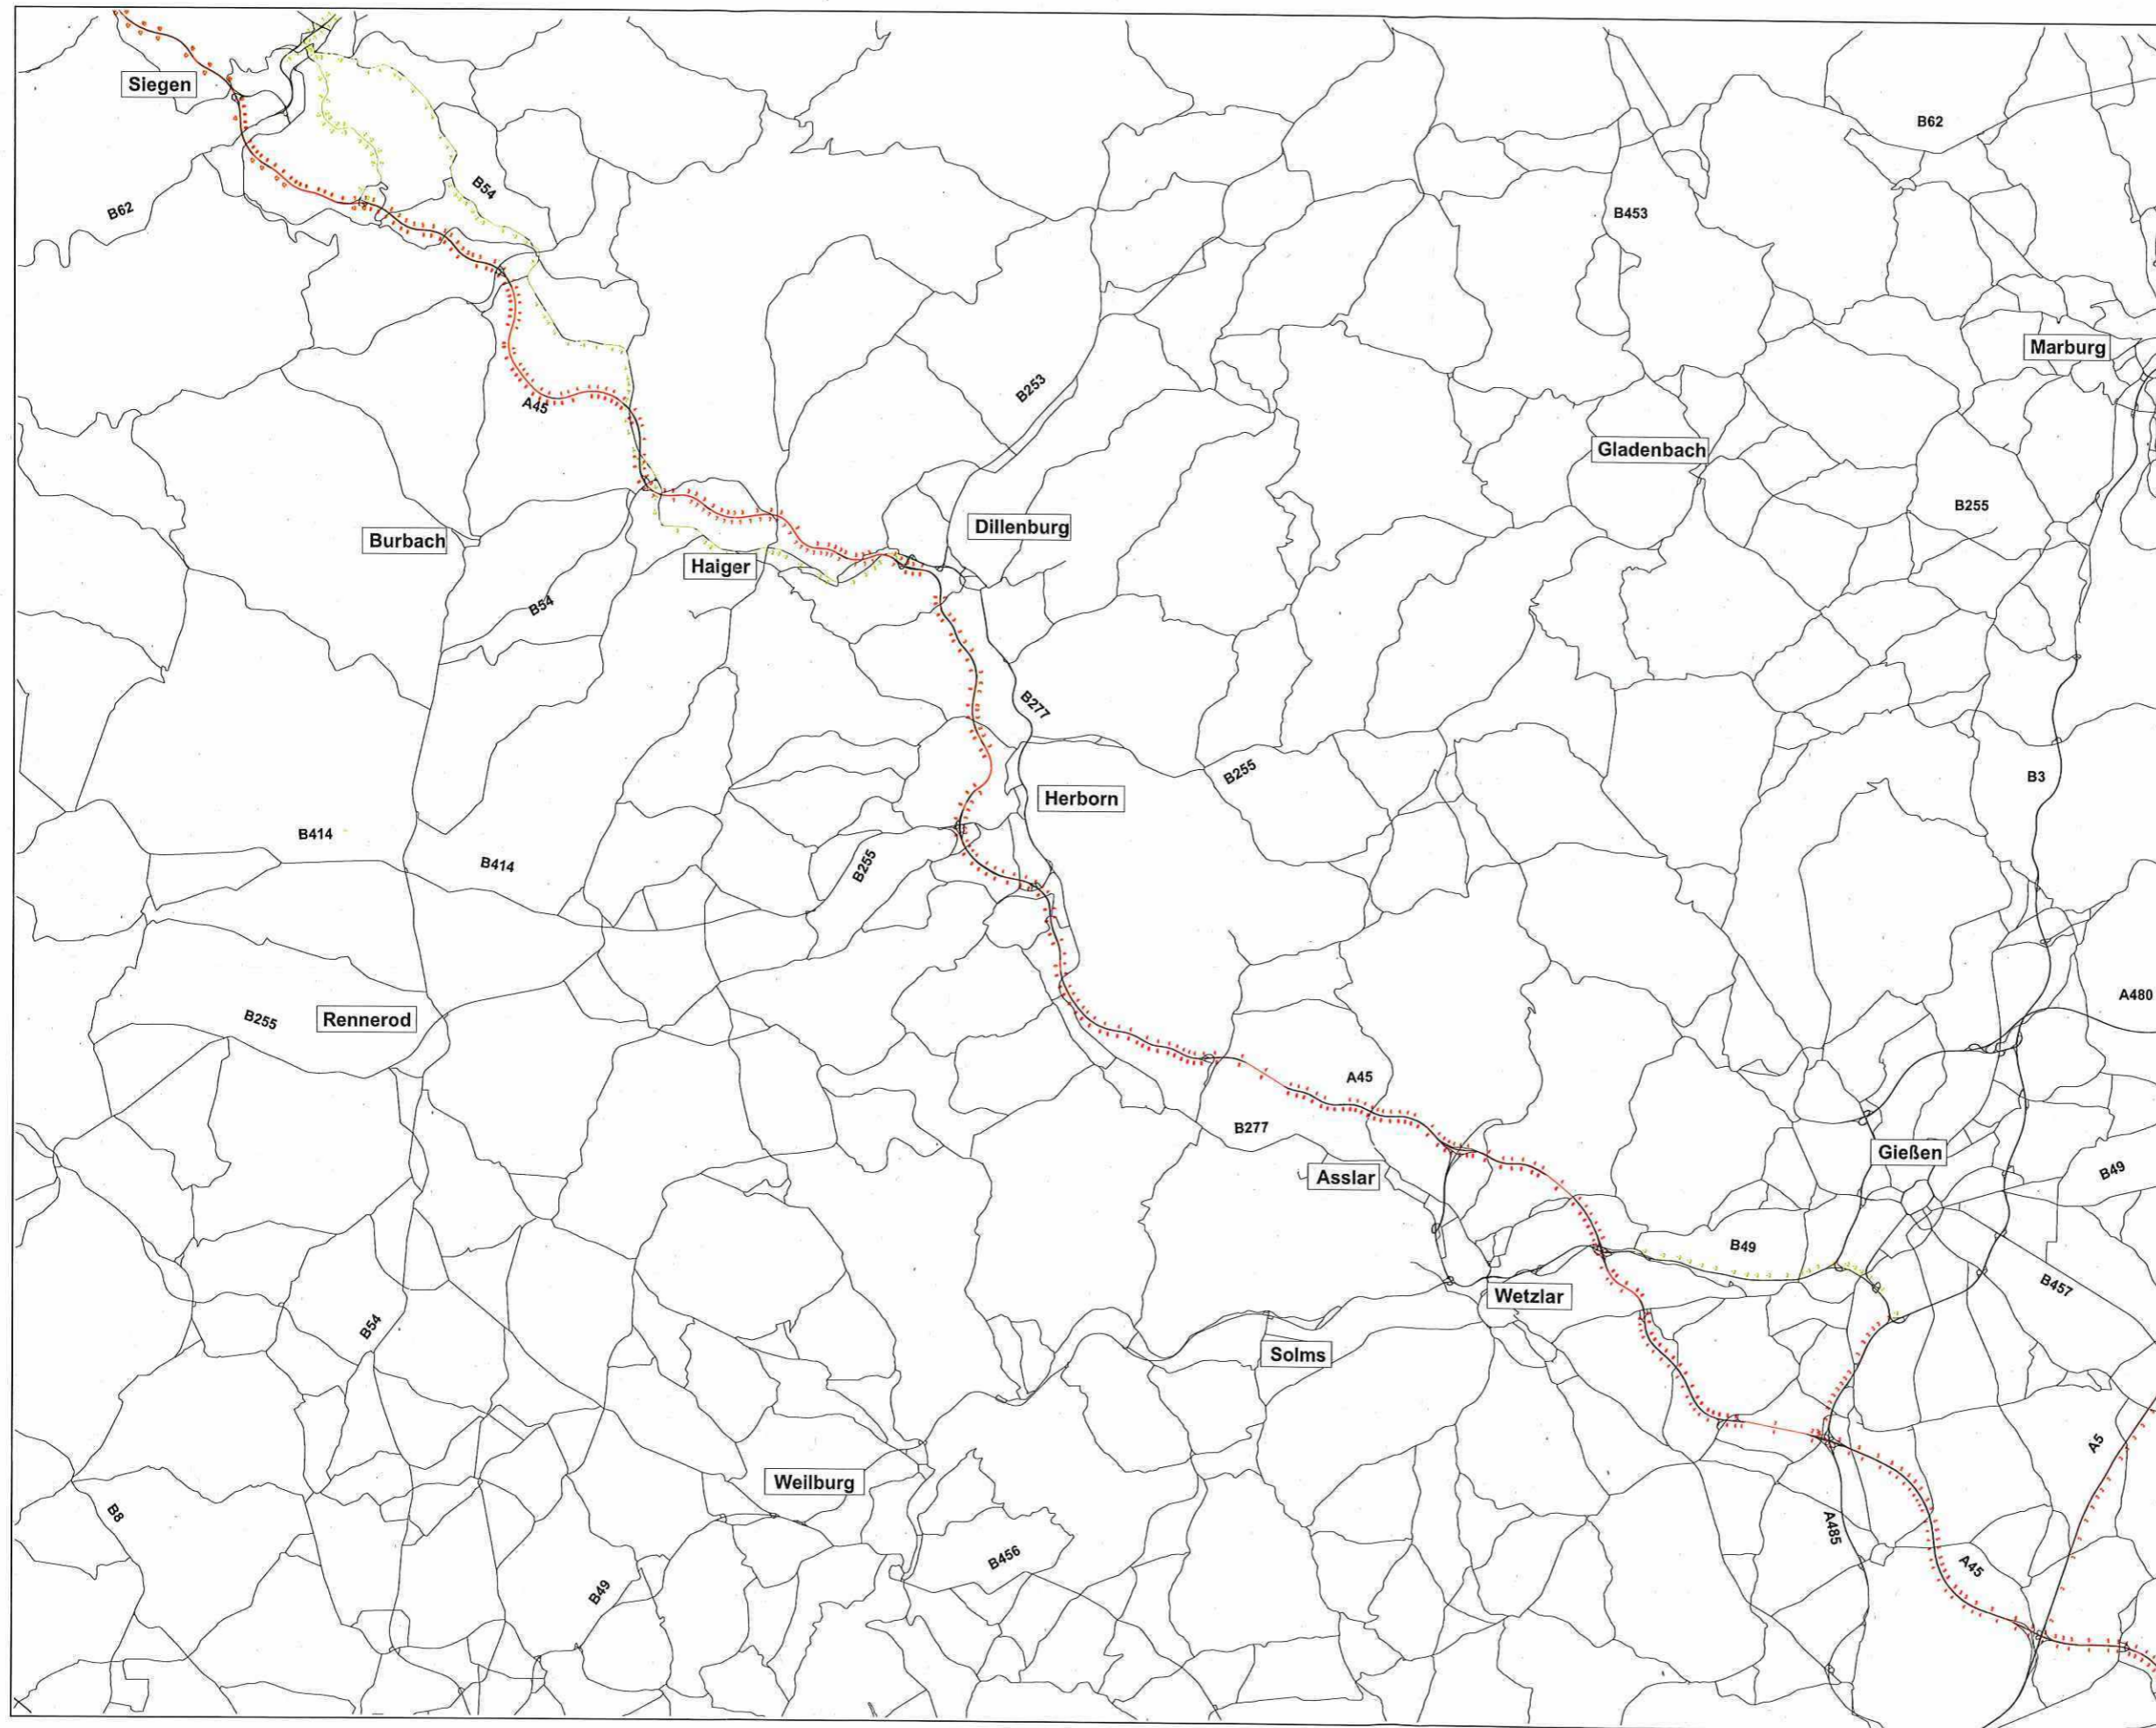 Siegen
B62
B54
B62
B453
Marburg
B253
A45
Gladenbach
B255
Dillenburg
Burbach
Haiger
B54
B277
B255
B3
Herborn
B414
B414
B255
A480
B255
Rennerod
A45
B277
Gießen
Asslar
B49
B49
B457
Wetzlar
B54
Solms
A5
Weilburg
B8
A485
B456
A45
B49